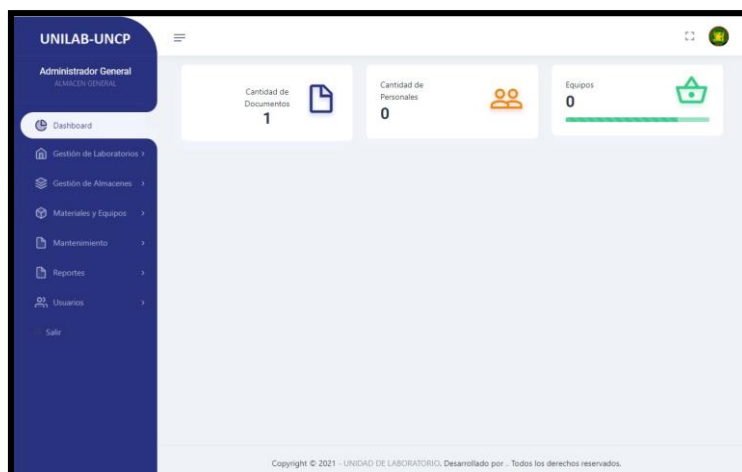 UNILAB-UNCP
Administrador General
ALMACEN GENERAL
Dashboard
Gestión de Laboratorios
Gestión de Almacenes
Materiales y Equipos
Mantenimiento
Reportes
Usuarios
Salir
Cantidad de
Documentos
1
Cantidad de
Personales
0
Equipos
0
Copyright © 2021 - UNIDAD DE LABORATORIO. Desarrollado por .. Todos los derechos reservados.